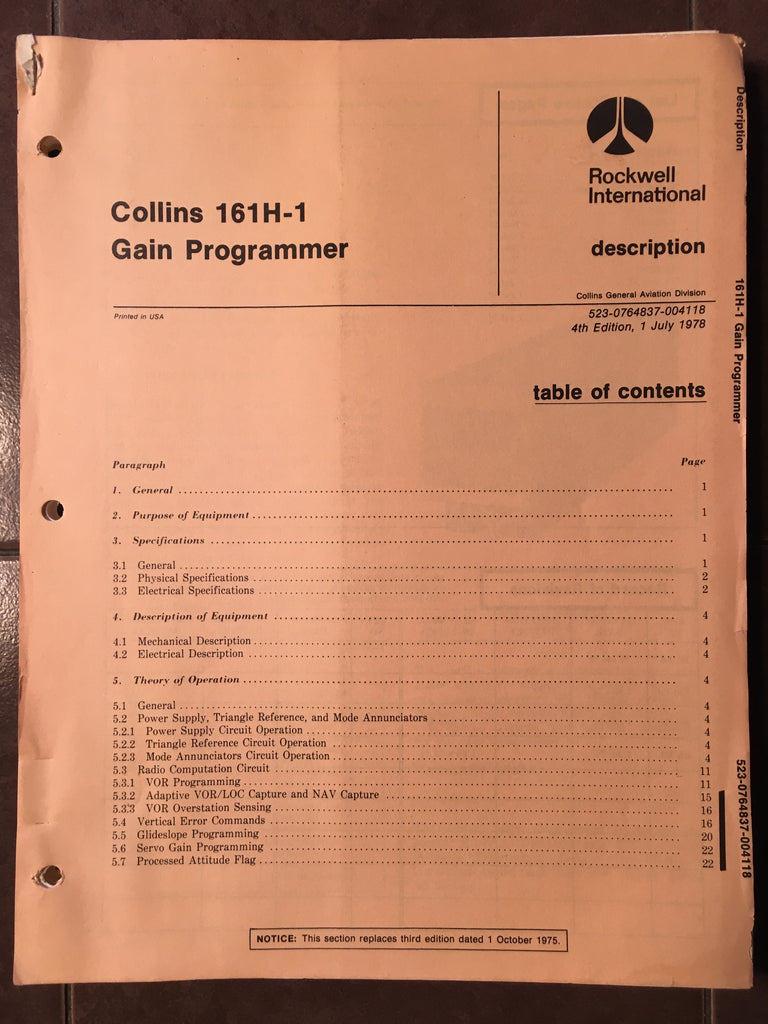 Collins 161H-1
Gain Programmer
Rockwell
International
description
Collins General Aviation Division
Printed in USA
523-0764837-004118
4th Edition, 1 July 1978
table of contents
Paragraph Page
1. General 1
2. Purpose of Equipment 1
3. Specifications 1
3.1 General 1
3.2 Physical Specifications 2
3.3 Electrical Specifications 2
4. Description of Equipment 4
4.1 Mechanical Description 4
4.2 Electrical Description 4
5. Theory of Operation 4
5.1 General 4
5.2 Power Supply, Triangle Reference, and Mode Annunciators 4
5.2.1 Power Supply Circuit Operation 4
5.2.2 Triangle Reference Circuit Operation 4
5.2.3 Mode Annunciators Circuit Operation 4
5.3 Radio Computation Circuit 11
5.3.1 VOR Programming 11
5.3.2 Adaptive VOR/LOC Capture and NAV Capture 15
5.3.3 VOR Overstation Sensing 16
5.4 Vertical Error Commands 16
5.5 Glideslope Programming 20
5.6 Servo Gain Programming 22
5.7 Processed Attitude Flag 22
NOTICE: This section replaces third edition dated 1 October 1975.
Description
161H-1 Gain Programmer
523-0764837-004118